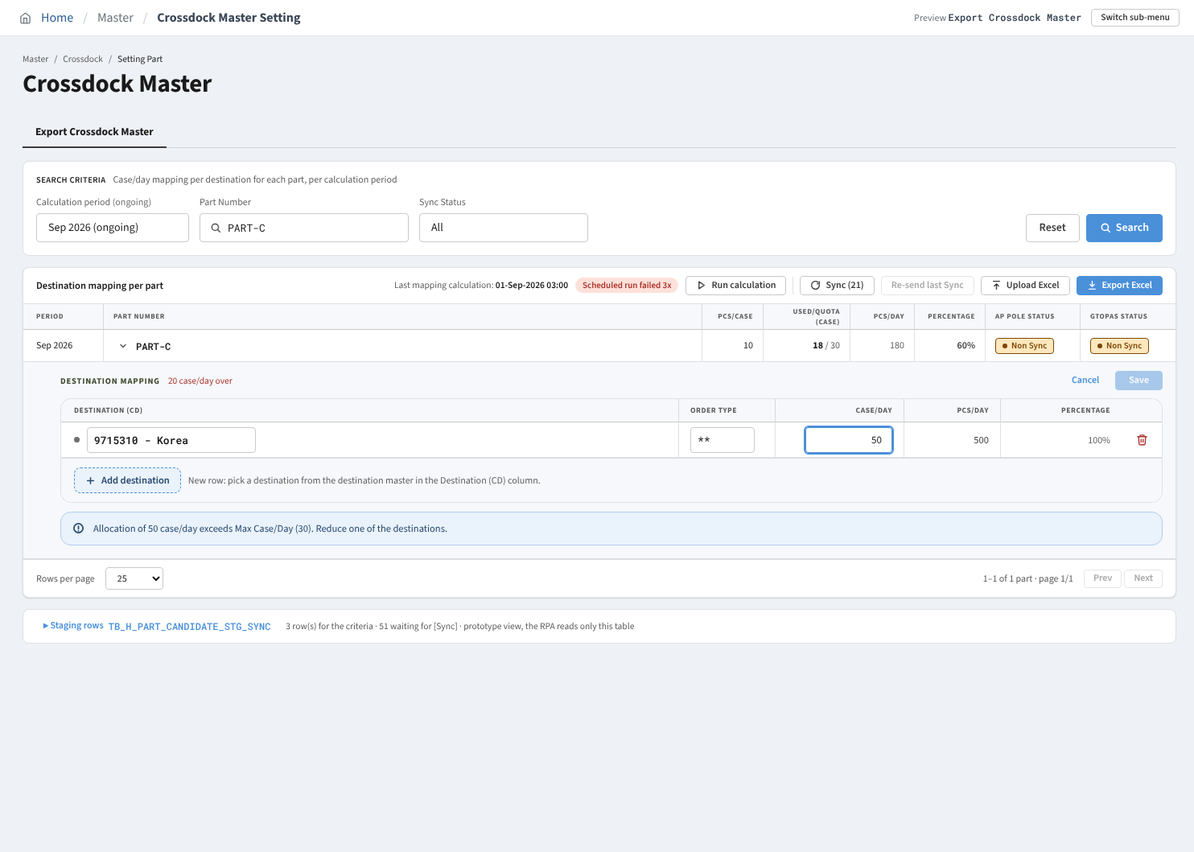 Home / Master / Crossdock Master Setting
Preview Export Crossdock Master Switch sub-menu
Master / Crossdock / Setting Part
Crossdock Master
Export Crossdock Master
SEARCH CRITERIA Case/day mapping per destination for each part, per calculation period
Calculation period (ongoing) Part Number Sync Status
Sep 2026 (ongoing) PART-C All Reset Search
Destination mapping per part Last mapping calculation: 01-Sep-2026 03:00 Scheduled run failed 3x Run calculation Sync (21) Re-send last Sync Upload Excel Export Excel
PERIOD PART NUMBER PCS/CASE USED/QUOTA (CASE) PCS/DAY PERCENTAGE AP POLE STATUS GTOPAS STATUS
Sep 2026 PART-C 10 18 / 30 180 60% Non Sync Non Sync
DESTINATION MAPPING 20 case/day over Cancel Save
DESTINATION (CD) ORDER TYPE CASE/DAY PCS/DAY PERCENTAGE
9715310 - Korea ** 50 500 100%
+ Add destination New row: pick a destination from the destination master in the Destination (CD) column.
Allocation of 50 case/day exceeds Max Case/Day (30). Reduce one of the destinations.
Rows per page 25 1–1 of 1 part · page 1/1 Prev Next
▸ Staging rows TB_H_PART_CANDIDATE_STG_SYNC 3 row(s) for the criteria · 51 waiting for [Sync] · prototype view, the RPA reads only this table